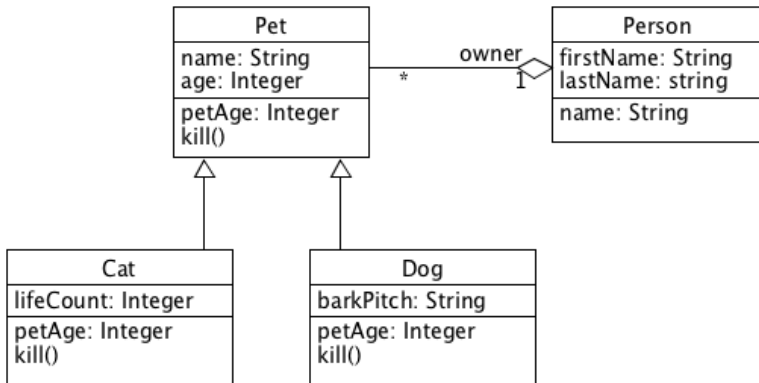 Pet
name: String
age: Integer
petAge: Integer
kill()
owner
*
1
Person
firstName: String
lastName: string
name: String
Cat
lifeCount: Integer
petAge: Integer
kill()
Dog
barkPitch: String
petAge: Integer
kill()